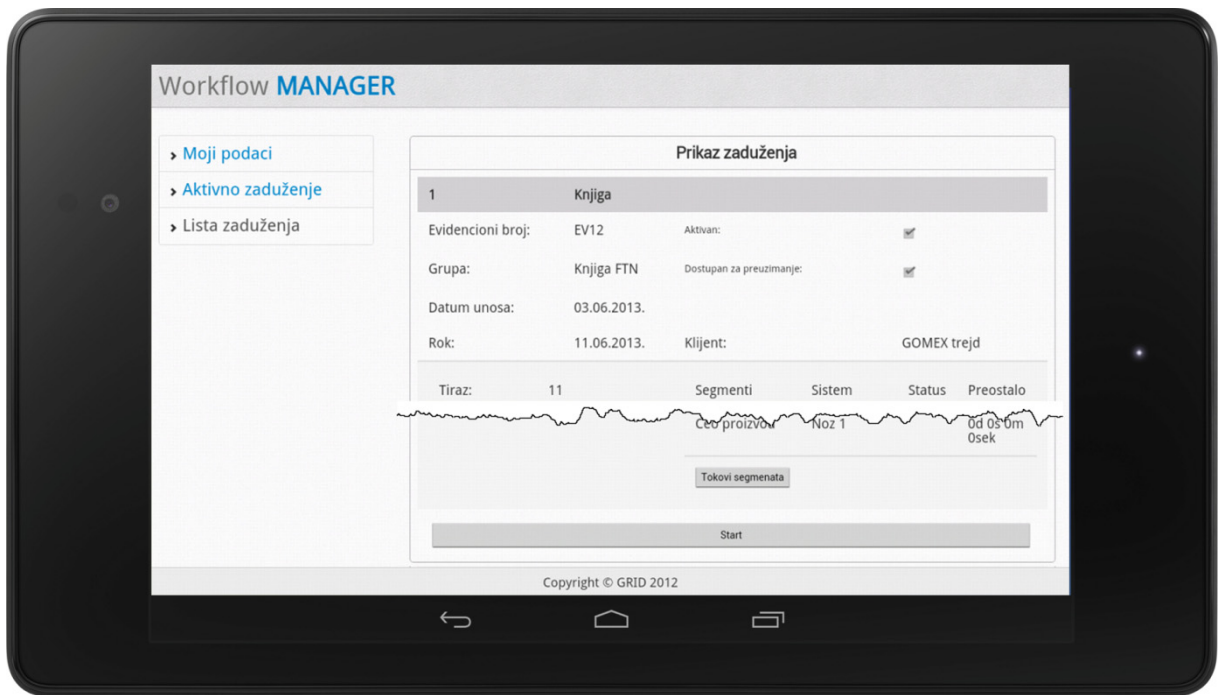 Workflow MANAGER
Moji podaci
Aktivno zaduženje
Lista zaduženja
Prikaz zaduženja
1 Knjiga
Evidencioni broj: EV12 Aktivan:
Grupa: Knjiga FTN Dostupan za preuzimanje:
Datum unosa: 03.06.2013.
Rok: 11.06.2013. Klijent: GOMEX trejd
Tiraz: 11 Segmenti Sistem Status Preostalo
Ceo proizvod Noz 1 0d 0s 0m
0sek
Tokovi segmenata
Start
Copyright © GRID 2012